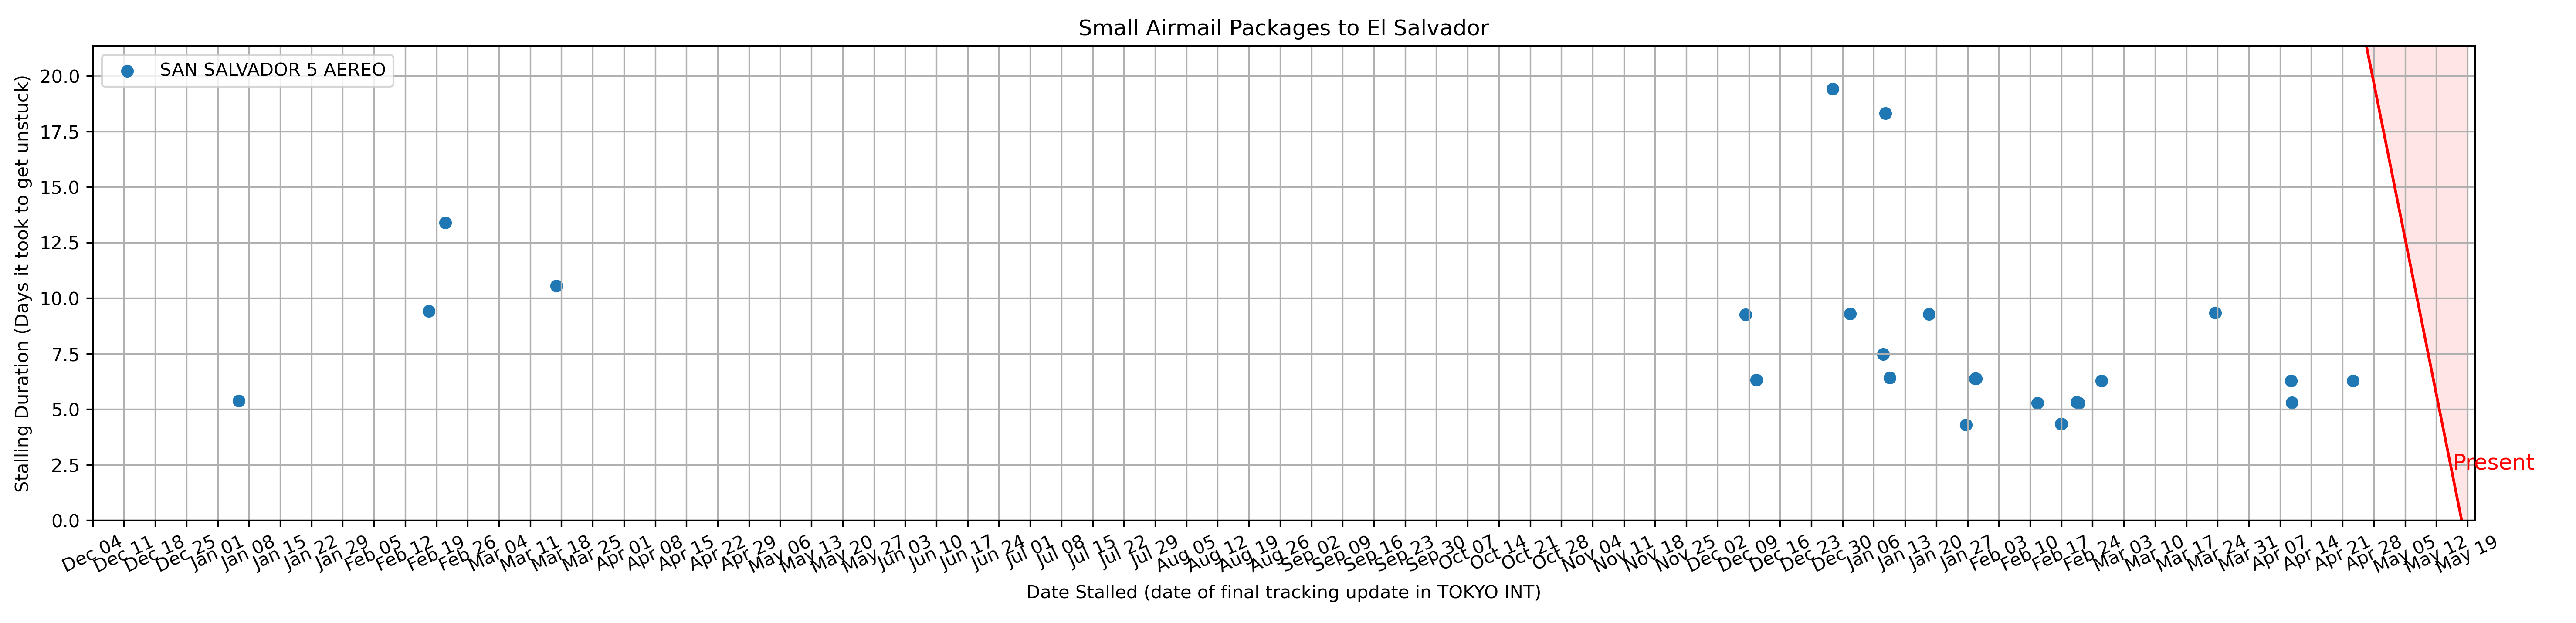 Small Airmail Packages to El Salvador
SAN SALVADOR 5 AEREO
Stalling Duration (Days it took to get unstuck)
20.0
17.5
15.0
12.5
10.0
7.5
5.0
2.5
0.0
Present
Dec 04 Dec 11 Dec 18 Dec 25 Jan 01 Jan 08 Jan 15 Jan 22 Jan 29 Feb 05 Feb 12 Feb 19 Feb 26 Mar 04 Mar 11 Mar 18 Mar 25 Apr 01 Apr 08 Apr 15 Apr 22 Apr 29 May 06 May 13 May 20 May 27 Jun 03 Jun 10 Jun 17 Jun 24 Jul 01 Jul 08 Jul 15 Jul 22 Jul 29 Aug 05 Aug 12 Aug 19 Aug 26 Sep 02 Sep 09 Sep 16 Sep 23 Sep 30 Oct 07 Oct 14 Oct 21 Oct 28 Nov 04 Nov 11 Nov 18 Nov 25 Dec 02 Dec 09 Dec 16 Dec 23 Dec 30 Jan 06 Jan 13 Jan 20 Jan 27 Feb 03 Feb 10 Feb 17 Feb 24 Mar 03 Mar 10 Mar 17 Mar 24 Mar 31 Apr 07 Apr 14 Apr 21 Apr 28 May 05 May 12 May 19
Date Stalled (date of final tracking update in TOKYO INT)